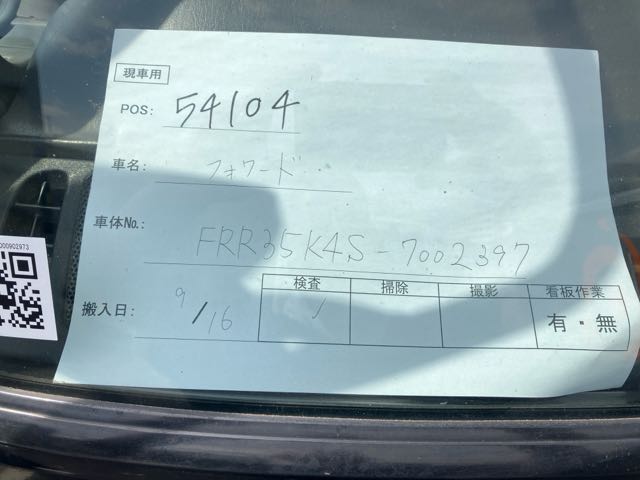 現車用
POS: 54104
車名: フォワード
車体No.: FRR35K4S-7002397
搬入日: 9/16
検査 掃除 撮影 看板作業
✓ 有・無
000902973